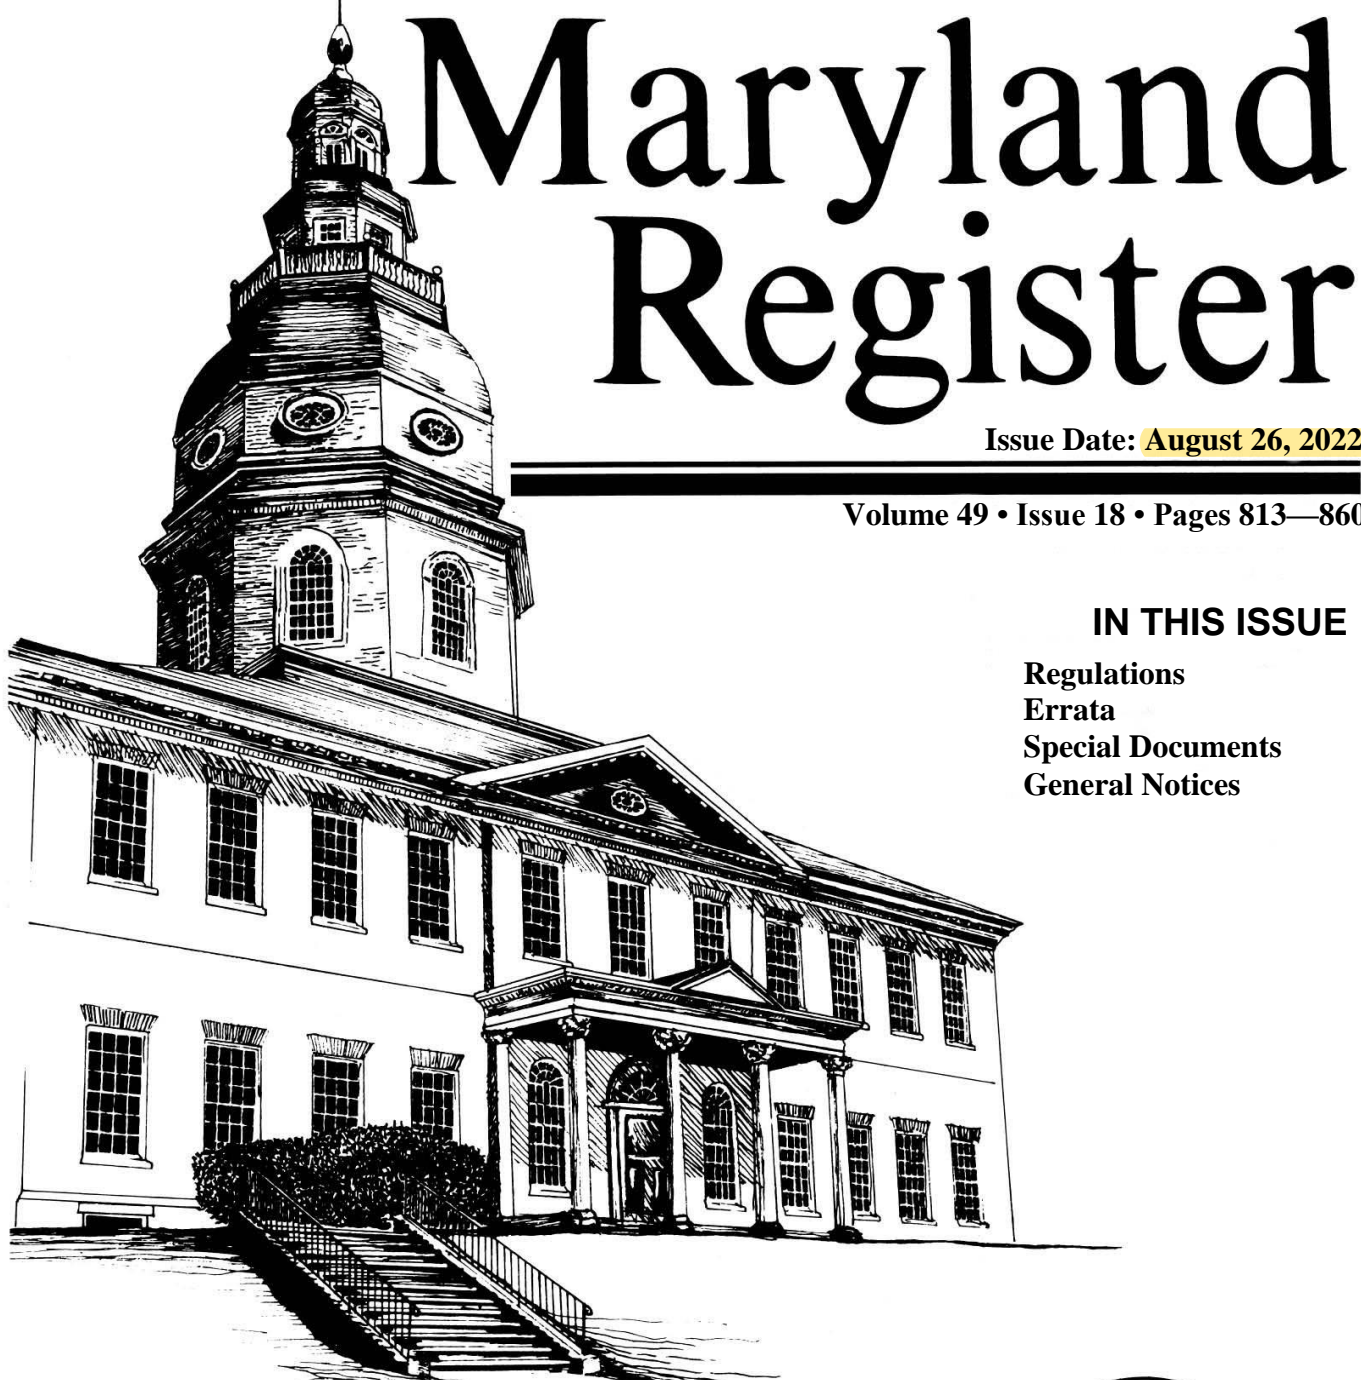 Maryland
Register
Issue Date: August 26, 2022
Volume 49 • Issue 18 • Pages 813—860
IN THIS ISSUE
Regulations
Errata
Special Documents
General Notices